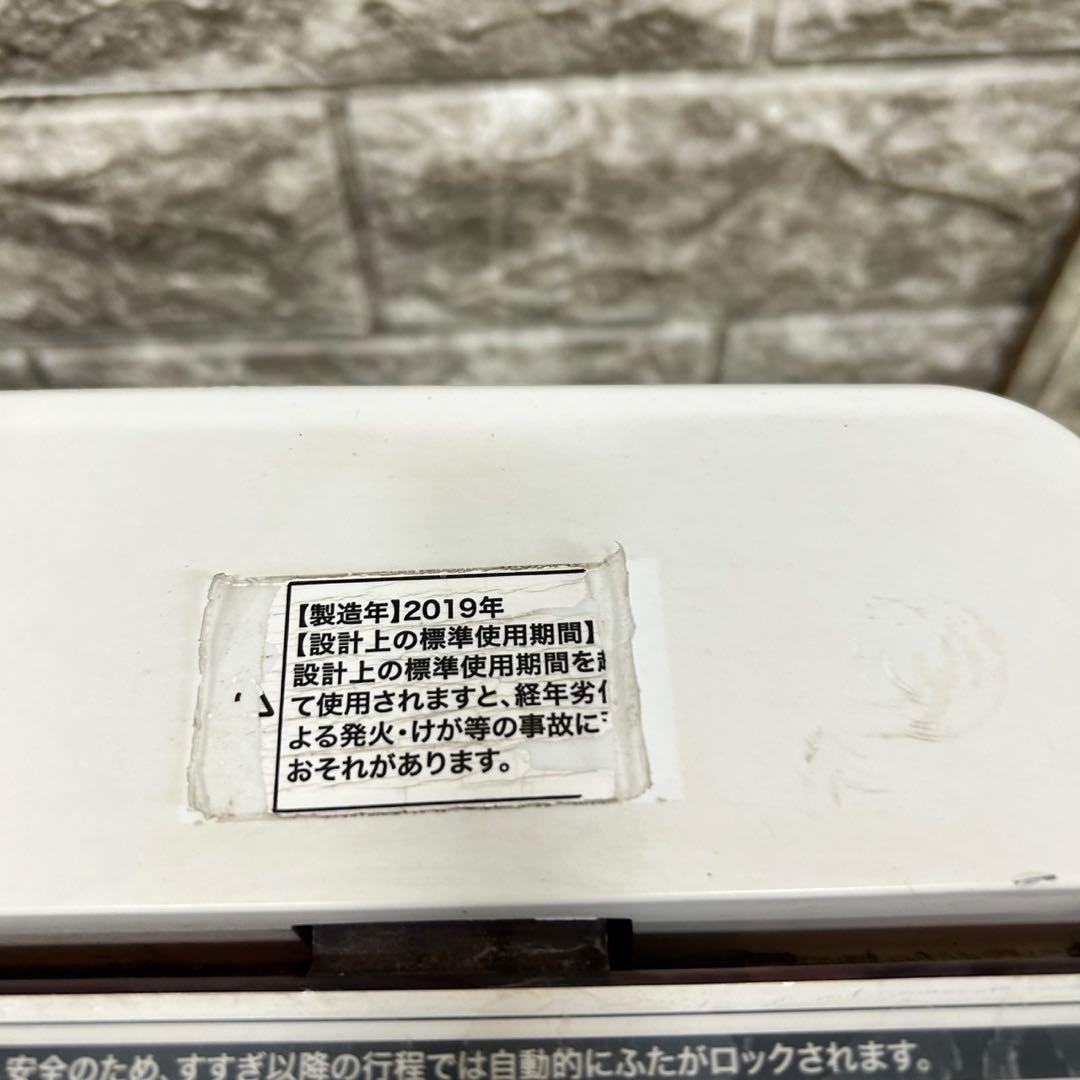 【製造年】2019年
【設計上の標準使用期間】
設計上の標準使用期間を
て使用されますと、経年劣
よる発火・けが等の事故に
おそれがあります。
安全のため、すすぎ以降の行程では自動的にふたがロックされます。